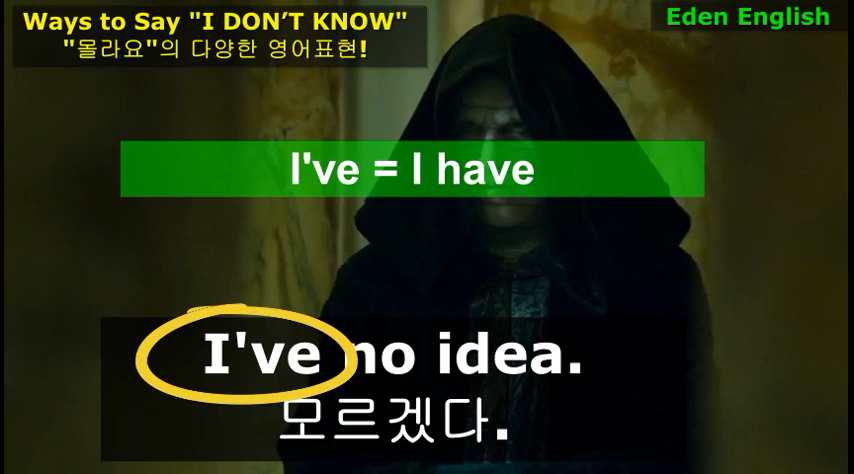 Ways to Say "I DON’T KNOW"
"몰라요"의 다양한 영어표현!
Eden English
I've = I have
I've no idea.
모르겠다.